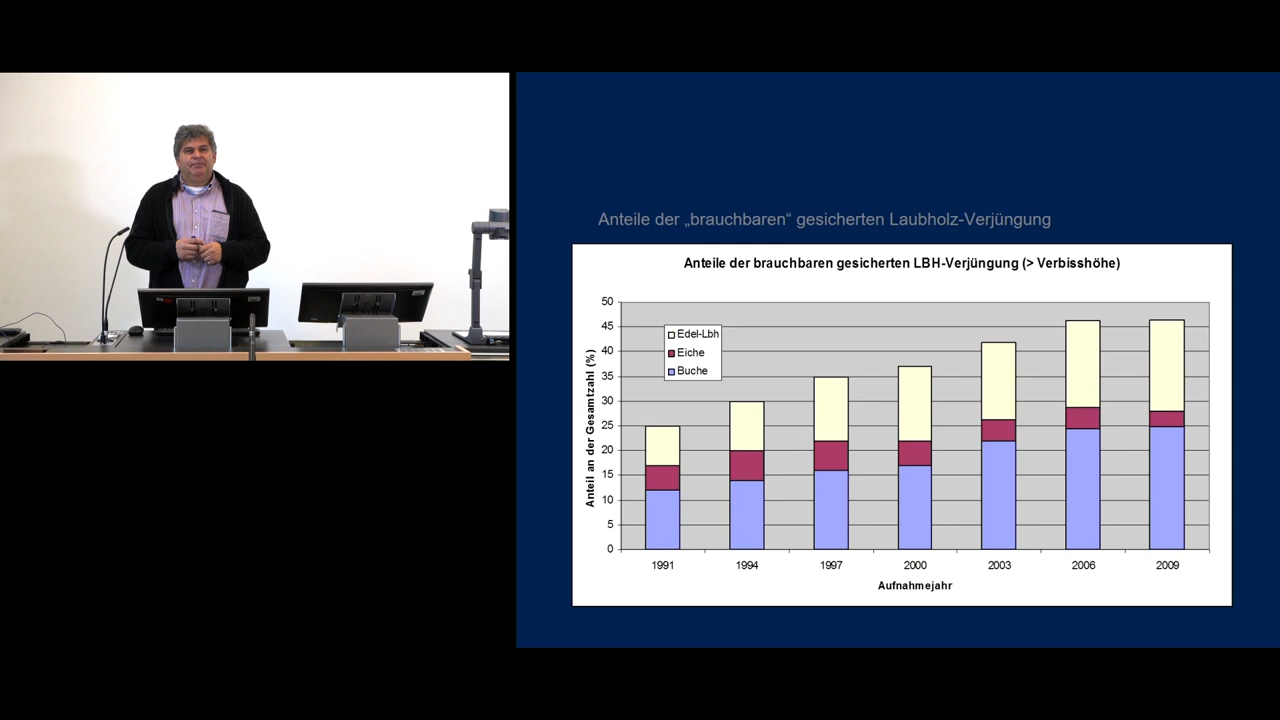 Anteile der „brauchbaren“ gesicherten Laubholz-Verjüngung
Anteile der brauchbaren gesicherten LBH-Verjüngung (> Verbisshöhe)
Anteil an der Gesamtzahl (%)
50
45
40
35
30
25
20
15
10
5
0
Edel-Lbh
Eiche
Buche
1991 1994 1997 2000 2003 2006 2009
Aufnahmejahr